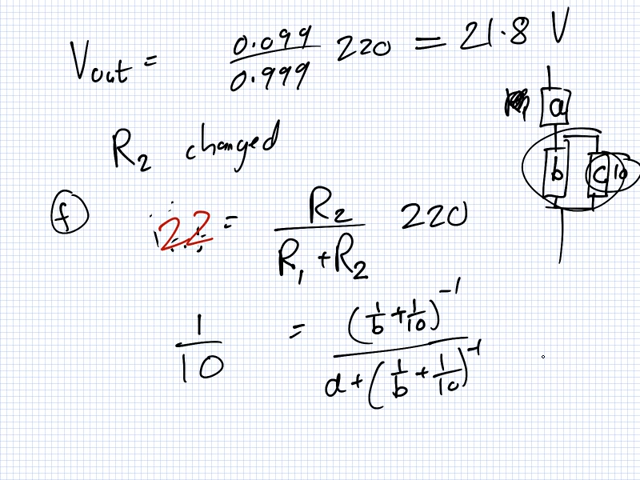 Vout = 0.099/0.999 220 = 21.8 V
a
R₂ changed
b
c 10
f 22 = R₂/(R₁ + R₂) 220
1/10 = (1/b + 1/10)⁻¹ / (a + (1/b + 1/10)⁻¹)